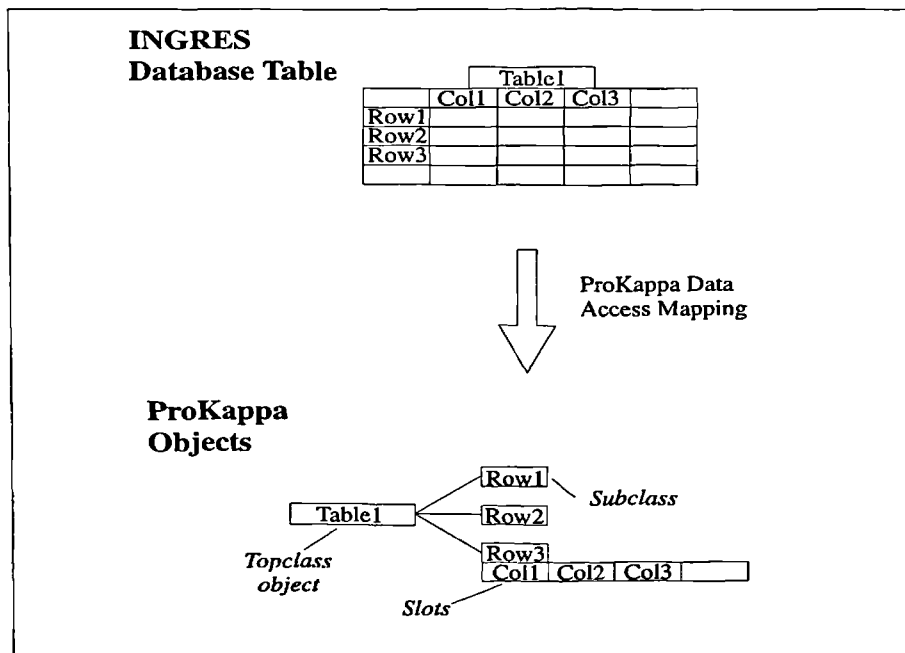 INGRES
Database Table
Table1
Col1 Col2 Col3
Row1
Row2
Row3
ProKappa Data
Access Mapping
ProKappa
Objects
Row1
Subclass
Table1
Row2
Topclass
object
Row3
Col1 Col2 Col3
Slots